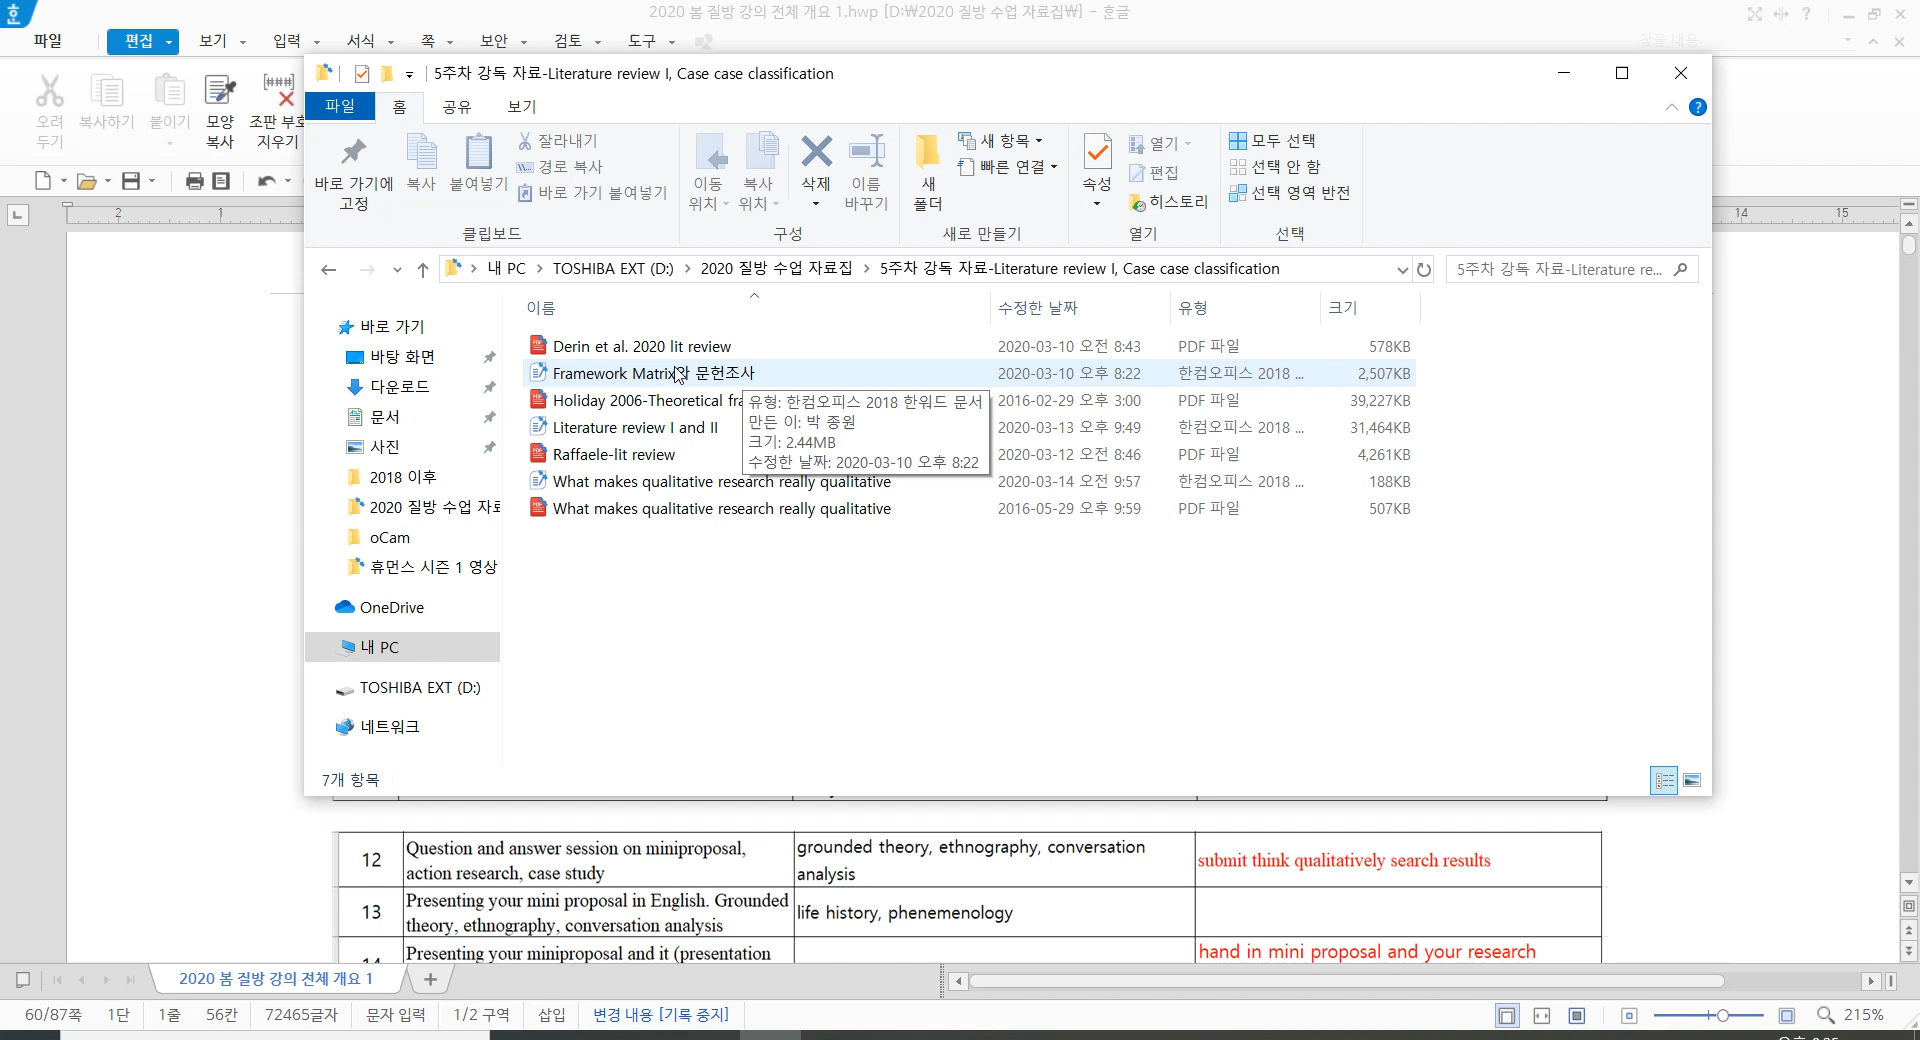 2020 봄 질방 강의 전체 개요 1.hwp [D:₩2020 질방 수업 자료집₩] - 흔글
파일 편집 보기 입력 서식 쪽 보안 검토 도구 찾을 내용
오려 두기
복사하기
붙이기
모양 복사
조판 부호 지우기
5주차 강독 자료-Literature review I, Case case classification
파일 홈 공유 보기
바로 가기에 고정
복사
붙여넣기
잘라내기
경로 복사
바로 가기 붙여넣기
클립보드
이동 위치
복사 위치
삭제
이름 바꾸기
구성
새 폴더
새 항목
빠른 연결
새로 만들기
속성
열기
편집
히스토리
열기
모두 선택
선택 안 함
선택 영역 반전
선택
2 1 14 15
내 PC > TOSHIBA EXT (D:) > 2020 질방 수업 자료집 > 5주차 강독 자료-Literature review I, Case case classification
5주차 강독 자료-Literature re...
이름 수정한 날짜 유형 크기
바로 가기
바탕 화면
다운로드
문서
사진
2018 이후
2020 질방 수업 자료
oCam
휴먼스 시즌 1 영상
OneDrive
내 PC
TOSHIBA EXT (D:)
네트워크
Derin et al. 2020 lit review 2020-03-10 오전 8:43 PDF 파일 578KB
Framework Matrix 문헌조사 2020-03-10 오후 8:22 한컴오피스 2018 ... 2,507KB
Holiday 2006-Theoretical fra 2016-02-29 오후 3:00 PDF 파일 39,227KB
Literature review I and II 2020-03-13 오후 9:49 한컴오피스 2018 ... 31,464KB
Raffaele-lit review 2020-03-12 오전 8:46 PDF 파일 4,261KB
What makes qualitative research really qualitative 2020-03-14 오전 9:57 한컴오피스 2018 ... 188KB
What makes qualitative research really qualitative 2016-05-29 오후 9:59 PDF 파일 507KB
유형: 한컴오피스 2018 한워드 문서
만든 이: 박 종원
크기: 2.44MB
수정한 날짜: 2020-03-10 오후 8:22
7개 항목
12 Question and answer session on miniproposal, action research, case study
grounded theory, ethnography, conversation analysis
submit think qualitatively search results
13 Presenting your mini proposal in English. Grounded theory, ethnography, conversation analysis
life history, phenemenology
14 Presenting your miniproposal and it (presentation
hand in mini proposal and your research
2020 봄 질방 강의 전체 개요 1
60/87쪽 1단 1줄 56칸 72465글자 문자 입력 1/2 구역 삽입 변경 내용 [기록 중지] 215%